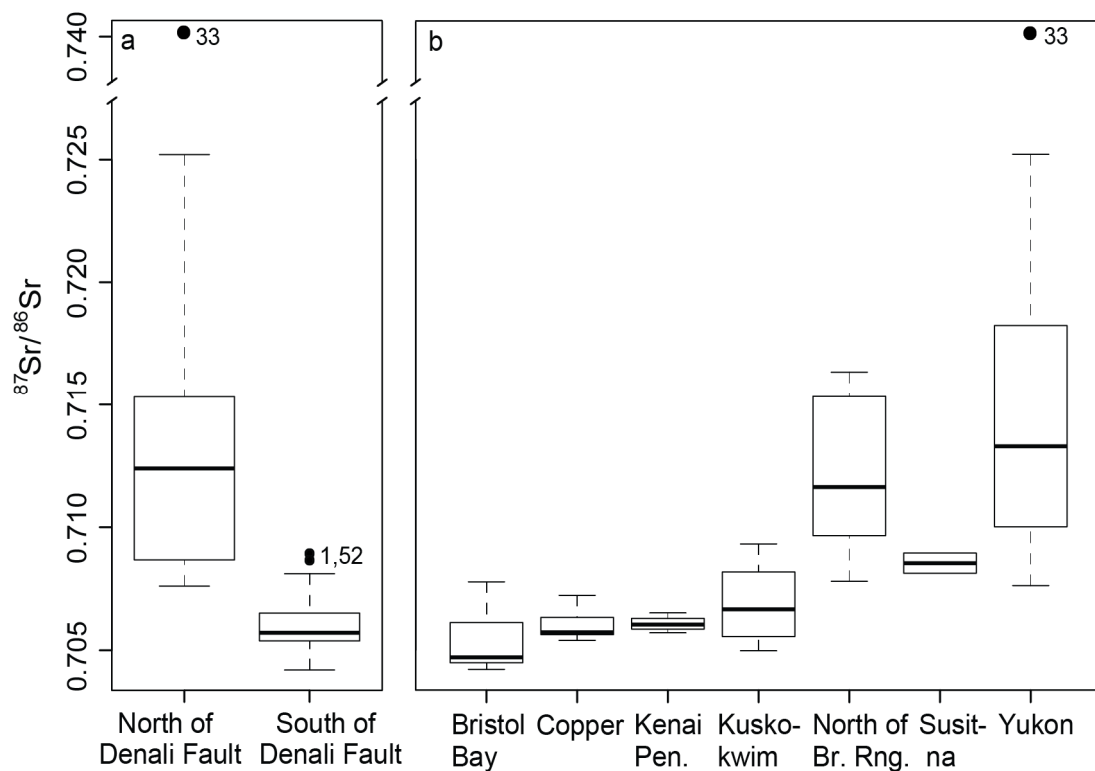 a
b
33
33
1,52
0.740
0.725
0.720
0.715
0.710
0.705
87Sr/86Sr
North of
Denali Fault
South of
Denali Fault
Bristol
Bay
Copper
Kenai
Pen.
Kusko-
kwim
North of
Br. Rng.
Susit-
na
Yukon